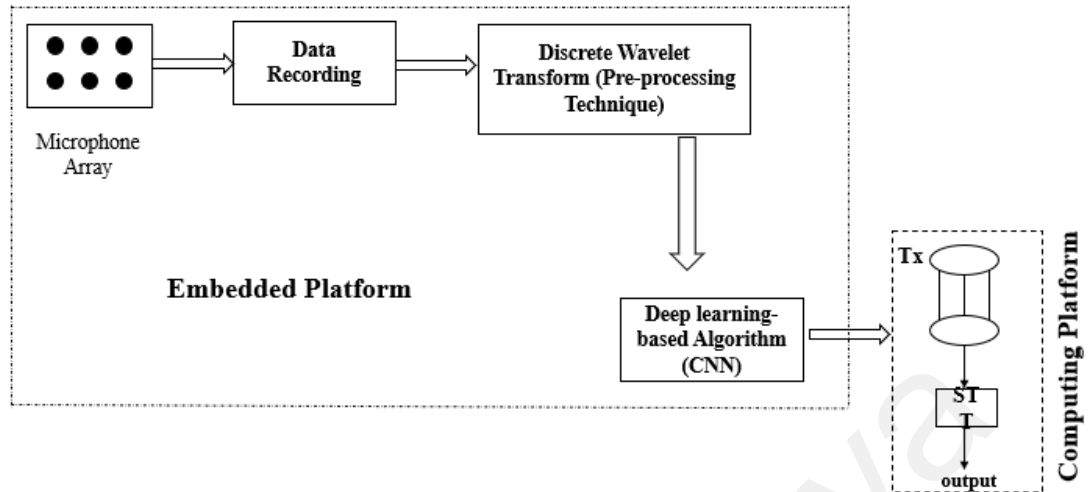 Data
Recording
Discrete Wavelet
Transform (Pre-processing
Technique)
Microphone
Array
Embedded Platform
Deep learning-
based Algorithm
(CNN)
Tx
ST
T
output
Computing Platform